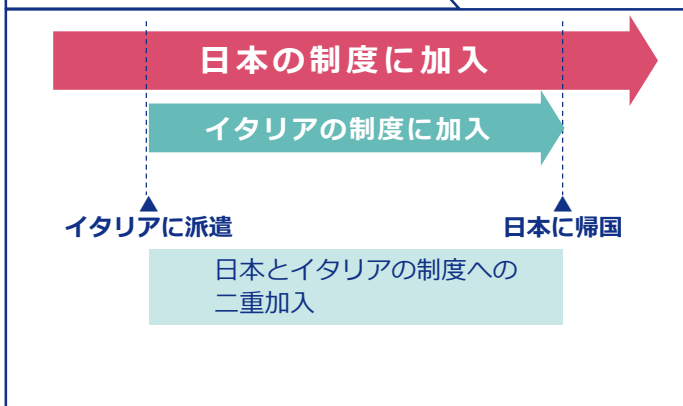 日本の制度に加入
イタリアの制度に加入
イタリアに派遣
日本に帰国
日本とイタリアの制度への
二重加入